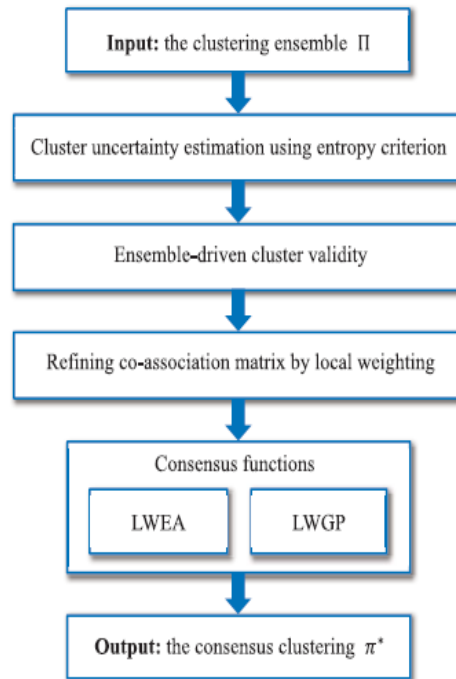 Input: the clustering ensemble Π
Cluster uncertainty estimation using entropy criterion
Ensemble-driven cluster validity
Refining co-association matrix by local weighting
Consensus functions
LWEA
LWGP
Output: the consensus clustering π*